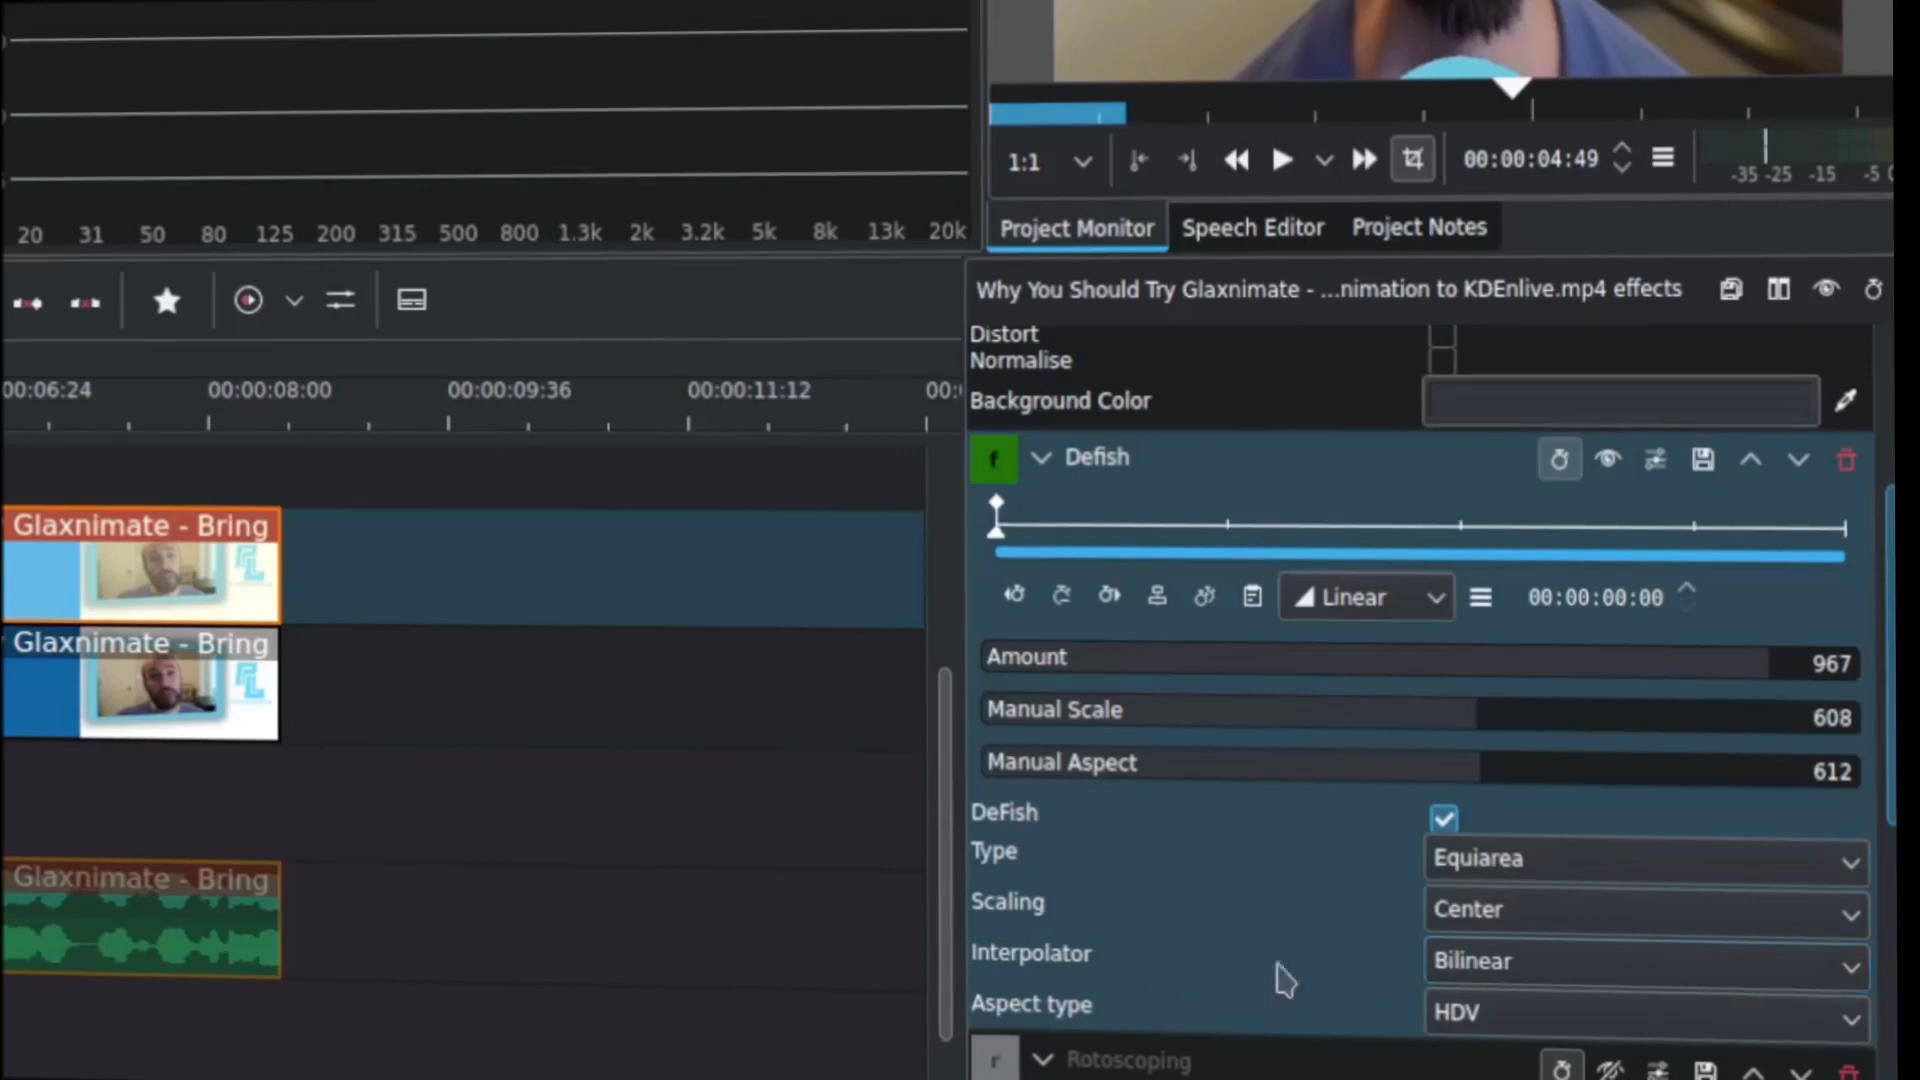 20 31 50 80 125 200 315 500 800 1.3k 2k 3.2k 5k 8k 13k 20k
1:1
00:00:04:49
-35 -25 -15 -5
Project Monitor Speech Editor Project Notes
Why You Should Try Glaxnimate - ...nimation to KDEnlive.mp4 effects
Distort
Normalise
Background Color
00:06:24 00:00:08:00 00:00:09:36 00:00:11:12 00:0
f Defish
Linear 00:00:00:00
Amount 967
Manual Scale 608
Manual Aspect 612
DeFish
Type Equiarea
Scaling Center
Interpolator Bilinear
Aspect type HDV
r Rotoscoping
Glaxnimate - Bring
Glaxnimate - Bring
Glaxnimate - Bring